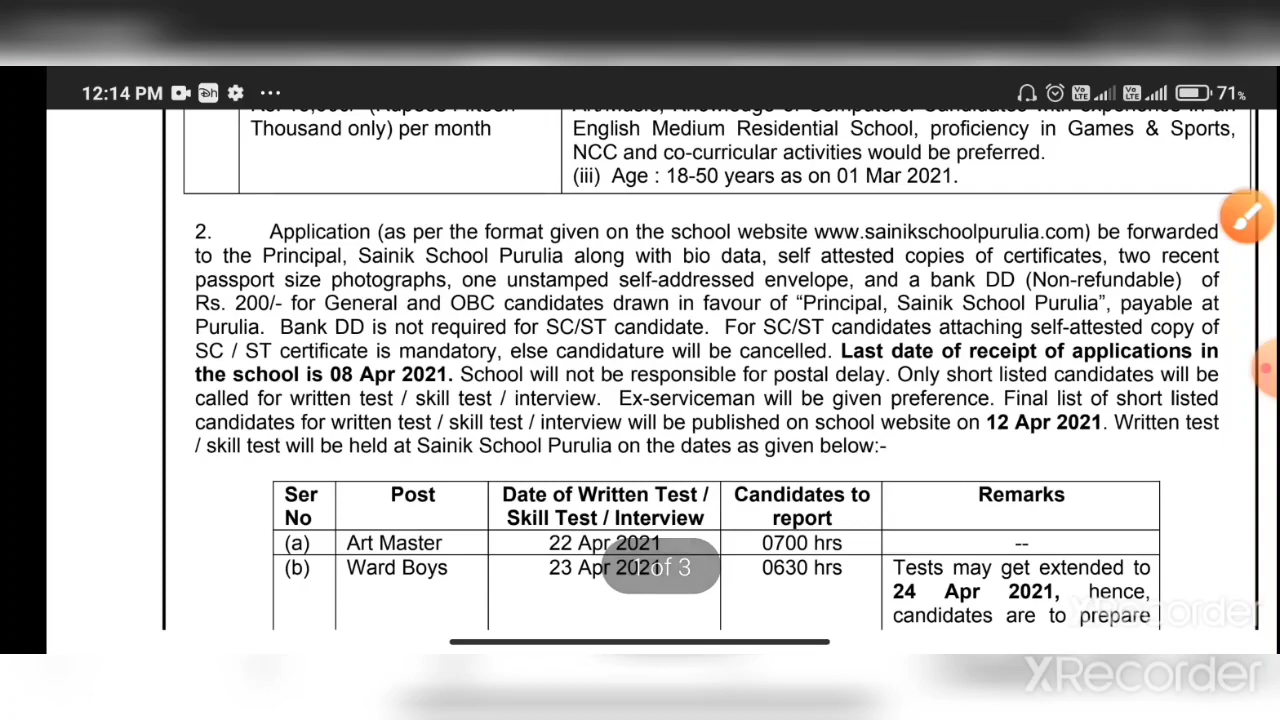 12:14 PM
71%
Thousand only) per month
English Medium Residential School, proficiency in Games & Sports,
NCC and co-curricular activities would be preferred.
(iii) Age : 18-50 years as on 01 Mar 2021.
2. Application (as per the format given on the school website www.sainikschoolpurulia.com) be forwarded
to the Principal, Sainik School Purulia along with bio data, self attested copies of certificates, two recent
passport size photographs, one unstamped self-addressed envelope, and a bank DD (Non-refundable) of
Rs. 200/- for General and OBC candidates drawn in favour of “Principal, Sainik School Purulia”, payable at
Purulia. Bank DD is not required for SC/ST candidate. For SC/ST candidates attaching self-attested copy of
SC / ST certificate is mandatory, else candidature will be cancelled. Last date of receipt of applications in
the school is 08 Apr 2021. School will not be responsible for postal delay. Only short listed candidates will be
called for written test / skill test / interview. Ex-serviceman will be given preference. Final list of short listed
candidates for written test / skill test / interview will be published on school website on 12 Apr 2021. Written test
/ skill test will be held at Sainik School Purulia on the dates as given below:-
Ser No Post Date of Written Test / Skill Test / Interview Candidates to report Remarks
(a) Art Master 22 Apr 2021 0700 hrs --
(b) Ward Boys 23 Apr 2021 0630 hrs Tests may get extended to
24 Apr 2021, hence,
candidates are to prepare
1 of 3
XRecorder
XRecorder